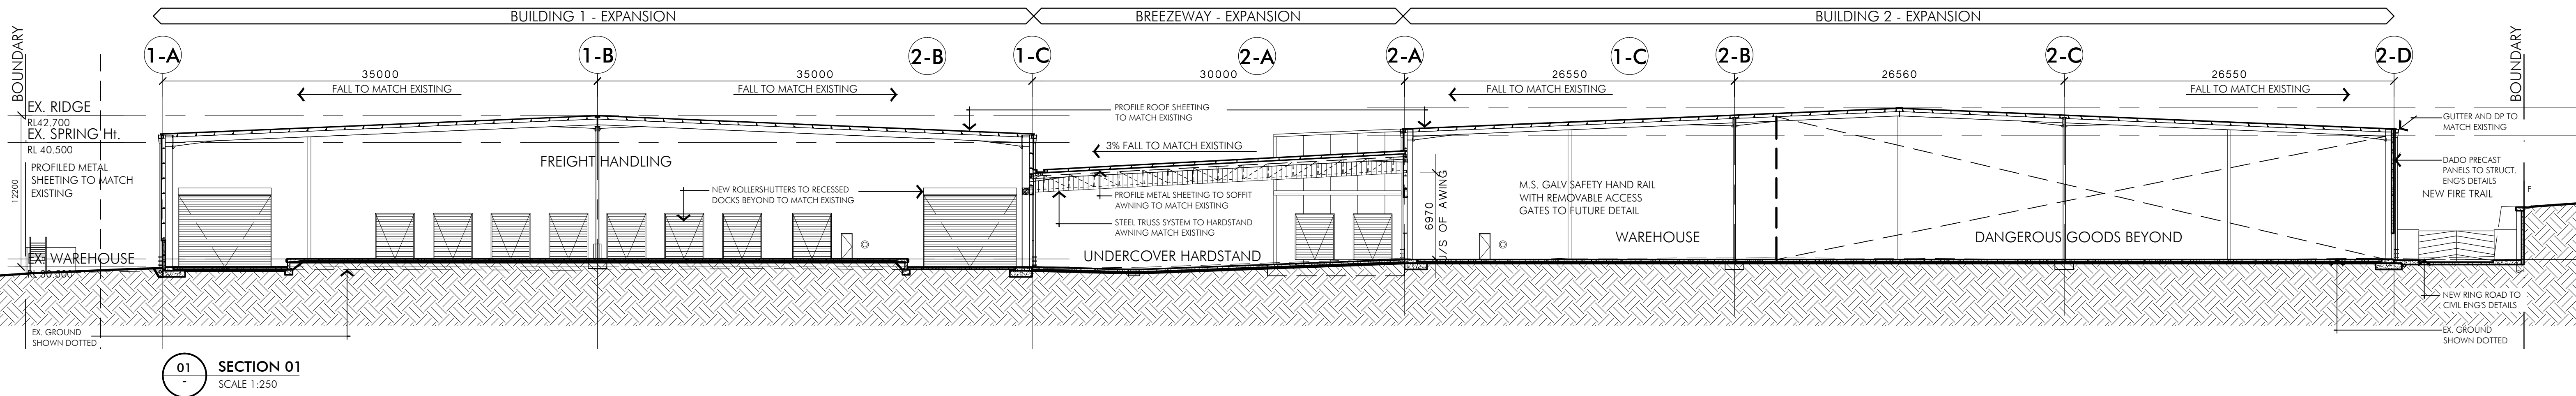 BUILDING 1 - EXPANSION
BREEZEWAY - EXPANSION
BUILDING 2 - EXPANSION
BOUNDARY
1-A
1-B
2-B
1-C
2-A
2-A
1-C
2-B
2-C
2-D
BOUNDARY
35000
35000
30000
26550
26560
26550
FALL TO MATCH EXISTING
FALL TO MATCH EXISTING
FALL TO MATCH EXISTING
FALL TO MATCH EXISTING
EX. RIDGE
RL42.700
EX. SPRING Ht.
RL 40.500
PROFILED METAL
SHEETING TO MATCH
EXISTING
12200
EX. WAREHOUSE
RL 30.500
FREIGHT HANDLING
NEW ROLLERSHUTTERS TO RECESSED
DOCKS BEYOND TO MATCH EXISTING
PROFILE ROOF SHEETING
TO MATCH EXISTING
3% FALL TO MATCH EXISTING
PROFILE METAL SHEETING TO SOFFIT
AWNING TO MATCH EXISTING
STEEL TRUSS SYSTEM TO HARDSTAND
AWNING MATCH EXISTING
UNDERCOVER HARDSTAND
6970
U/S OF AWING
M.S. GALV SAFETY HAND RAIL
WITH REMOVABLE ACCESS
GATES TO FUTURE DETAIL
WAREHOUSE
DANGEROUS GOODS BEYOND
GUTTER AND DP TO
MATCH EXISTING
DADO PRECAST
PANELS TO STRUCT.
ENG'S DETAILS
NEW FIRE TRAIL
F
NEW RING ROAD TO
CIVIL ENG'S DETAILS
EX. GROUND
SHOWN DOTTED
EX. GROUND
SHOWN DOTTED
01
-
SECTION 01
SCALE 1:250